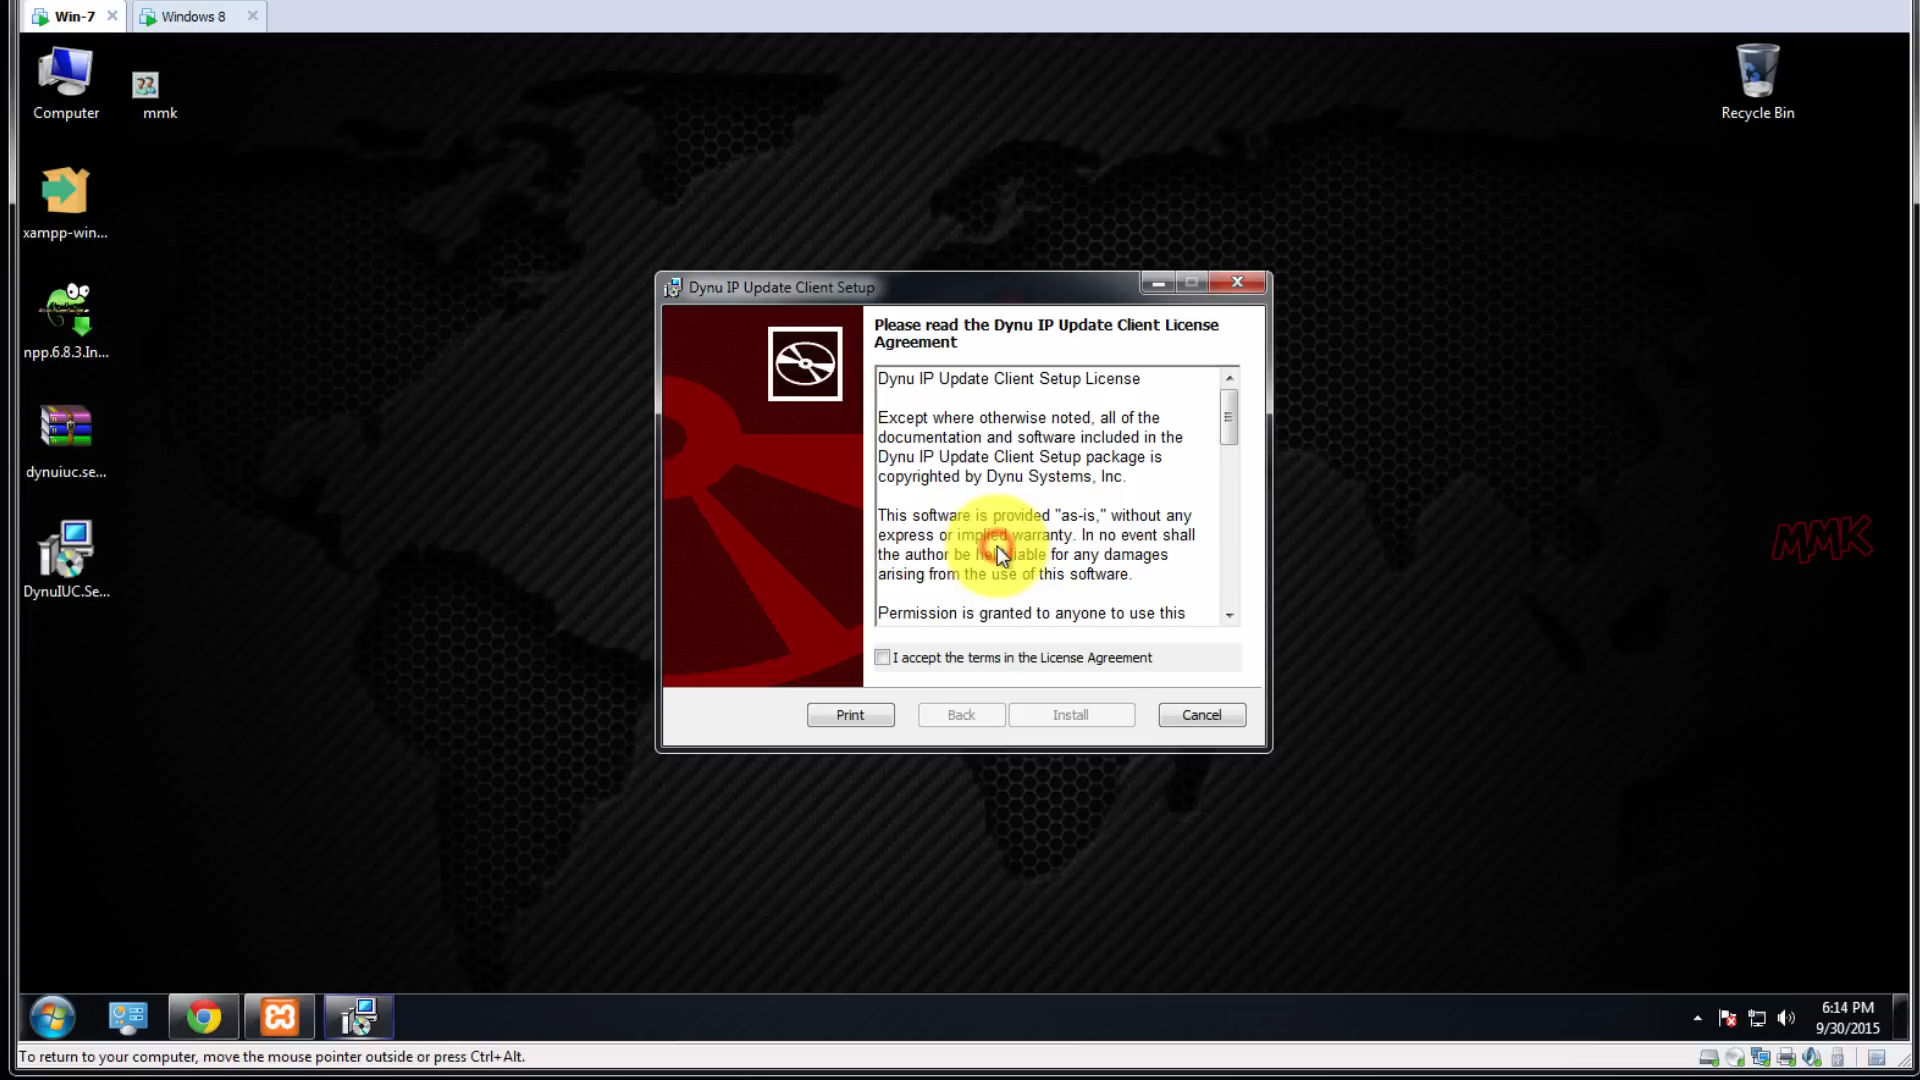 Win-7
Windows 8
Computer
mmk
Recycle Bin
xampp-win...
npp.6.8.3.In...
dynuiuc.se...
DynuIUC.Se...
Dynu IP Update Client Setup
Please read the Dynu IP Update Client License
Agreement
Dynu IP Update Client Setup License
Except where otherwise noted, all of the
documentation and software included in the
Dynu IP Update Client Setup package is
copyrighted by Dynu Systems, Inc.
This software is provided "as-is," without any
express or implied warranty. In no event shall
the author be held liable for any damages
arising from the use of this software.
Permission is granted to anyone to use this
I accept the terms in the License Agreement
Print
Back
Install
Cancel
MMK
6:14 PM
9/30/2015
To return to your computer, move the mouse pointer outside or press Ctrl+Alt.